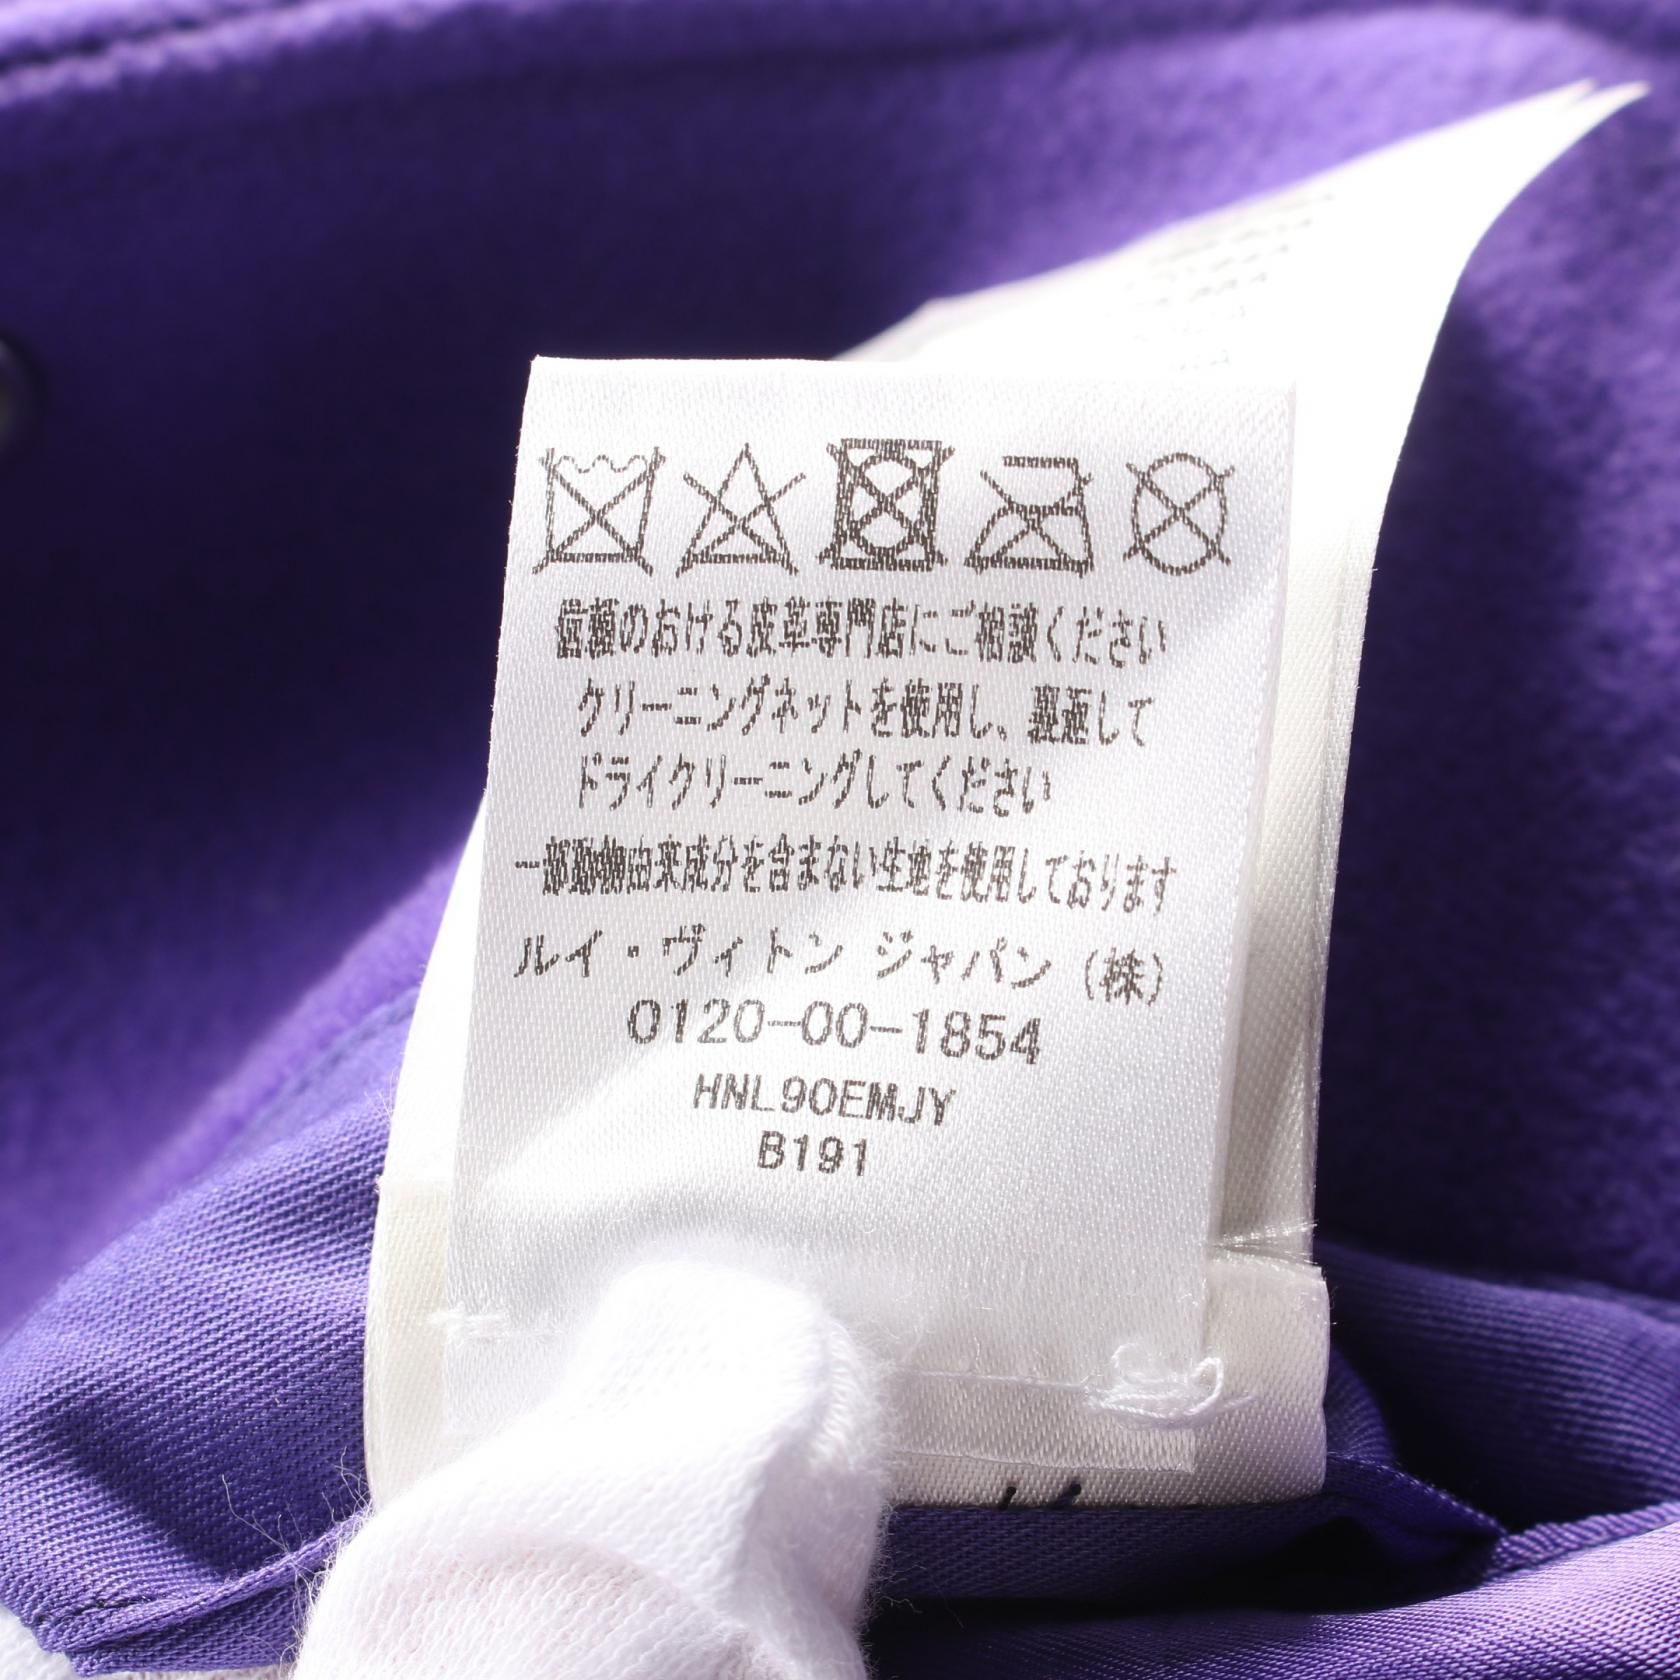 信頼のおける皮革専門店にご相談ください
クリーニングネットを使用し、裏返して
ドライクリーニングしてください
一部動物由来成分を含まない生地を使用しております
ルイ・ヴィトン ジャパン (株)
0120-00-1854
HNL90EMJY
B191